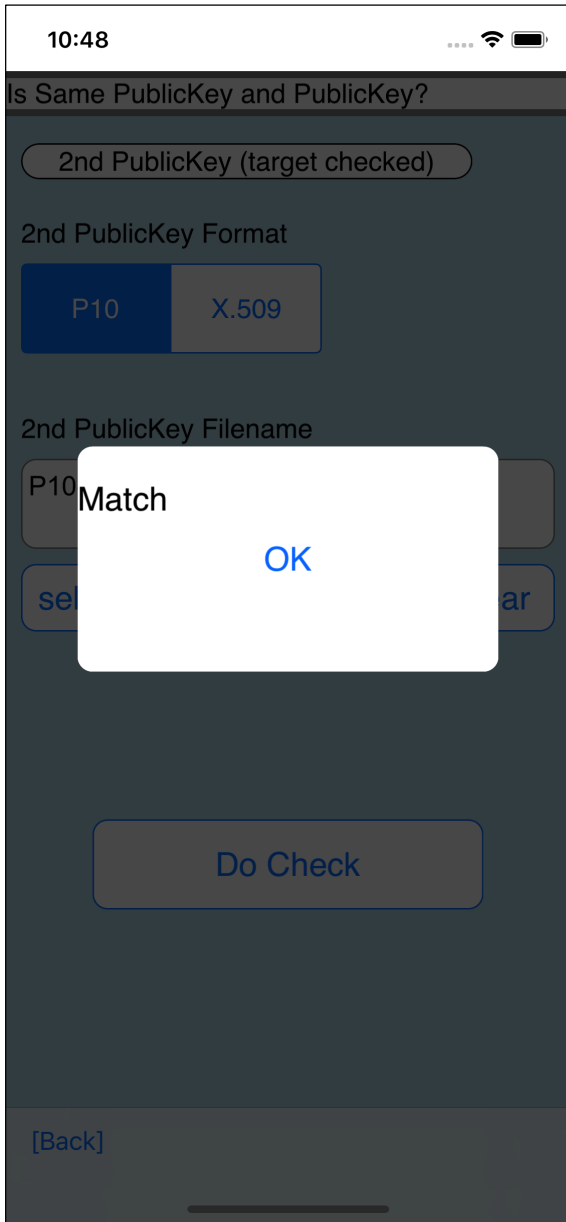 10:48
Is Same PublicKey and PublicKey?
2nd PublicKey (target checked)
2nd PublicKey Format
P10 X.509
2nd PublicKey Filename
P10
Match
OK
Do Check
[Back]